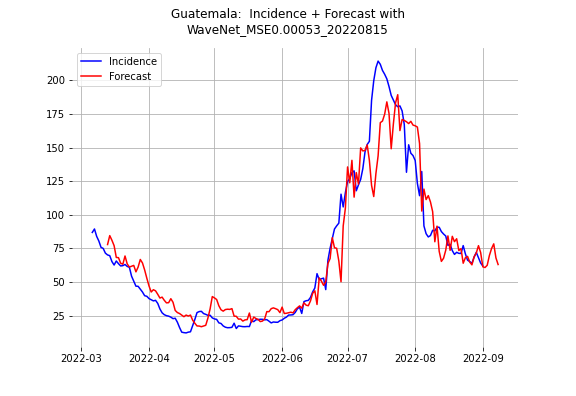 Guatemala:  Incidence + Forecast with
WaveNet_MSE0.00053_20220815
Incidence
Forecast
200
175
150
125
100
75
50
25
2022-03 2022-04 2022-05 2022-06 2022-07 2022-08 2022-09